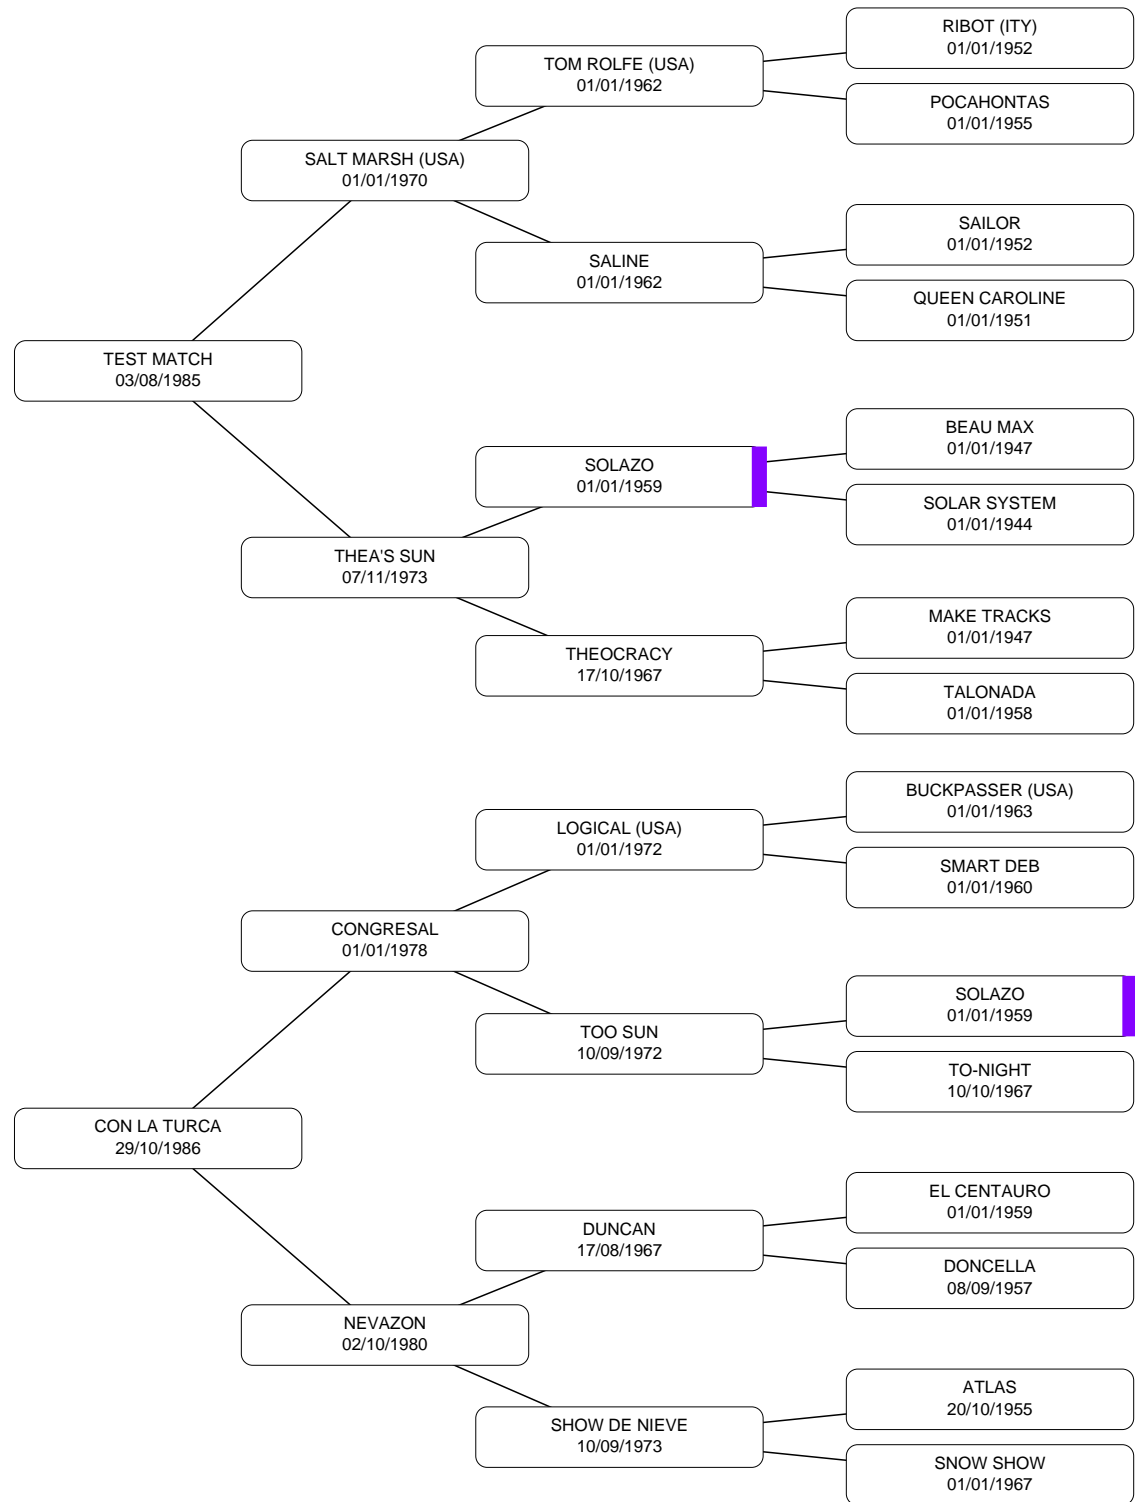 RIBOT (ITY)
01/01/1952
TOM ROLFE (USA)
01/01/1962
POCAHONTAS
01/01/1955
SALT MARSH (USA)
01/01/1970
SAILOR
01/01/1952
SALINE
01/01/1962
QUEEN CAROLINE
01/01/1951
TEST MATCH
03/08/1985
BEAU MAX
01/01/1947
SOLAZO
01/01/1959
SOLAR SYSTEM
01/01/1944
THEA'S SUN
07/11/1973
MAKE TRACKS
01/01/1947
THEOCRACY
17/10/1967
TALONADA
01/01/1958
BUCKPASSER (USA)
01/01/1963
LOGICAL (USA)
01/01/1972
SMART DEB
01/01/1960
CONGRESAL
01/01/1978
SOLAZO
01/01/1959
TOO SUN
10/09/1972
TO-NIGHT
10/10/1967
CON LA TURCA
29/10/1986
EL CENTAURO
01/01/1959
DUNCAN
17/08/1967
DONCELLA
08/09/1957
NEVAZON
02/10/1980
ATLAS
20/10/1955
SHOW DE NIEVE
10/09/1973
SNOW SHOW
01/01/1967